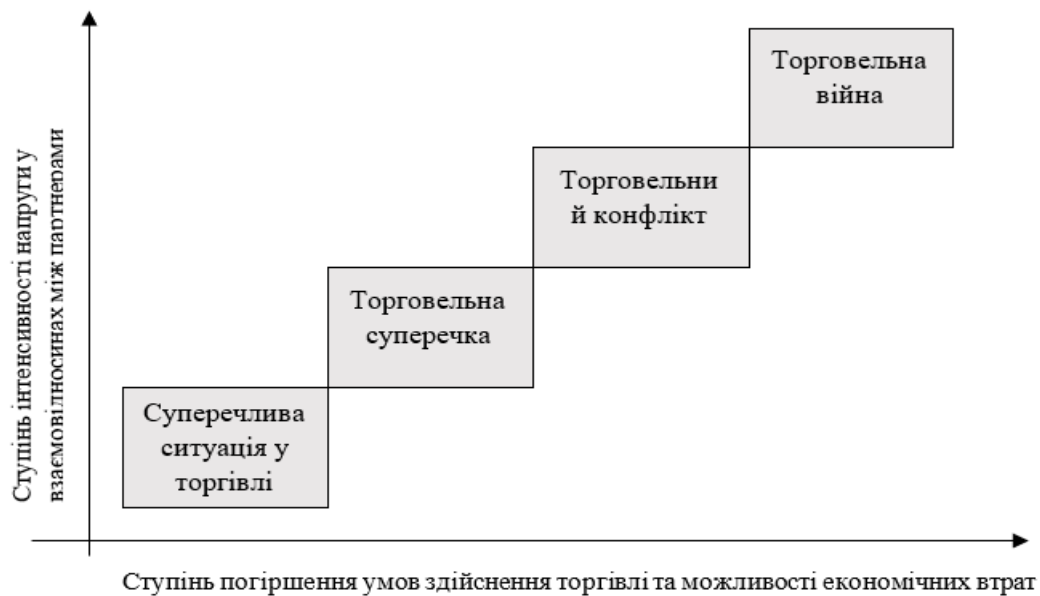 Торговельна
війна
Торговельни
й конфлікт
Торговельна
суперечка
Суперечлива
ситуація у
торгівлі
Ступінь інтенсивності напруги у
взаємовідносинах між партнерами
Ступінь погіршення умов здійснення торгівлі та можливості економічних втрат